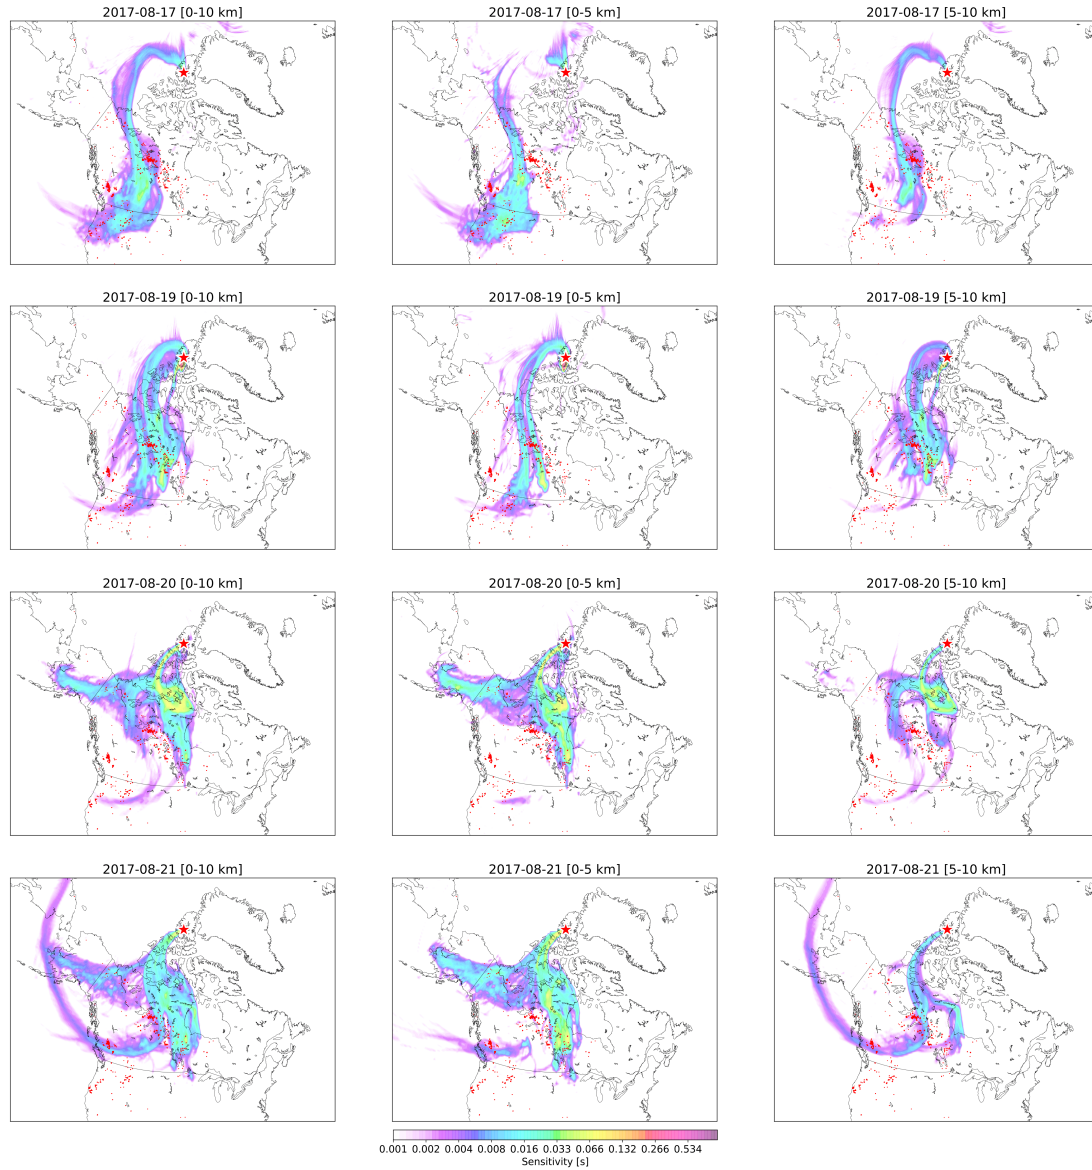 2017-08-17 [0-10 km]
2017-08-17 [0-5 km]
2017-08-17 [5-10 km]
2017-08-19 [0-10 km]
2017-08-19 [0-5 km]
2017-08-19 [5-10 km]
2017-08-20 [0-10 km]
2017-08-20 [0-5 km]
2017-08-20 [5-10 km]
2017-08-21 [0-10 km]
2017-08-21 [0-5 km]
2017-08-21 [5-10 km]
0.001 0.002 0.004 0.008 0.016 0.033 0.066 0.132 0.266 0.534
Sensitivity [s]